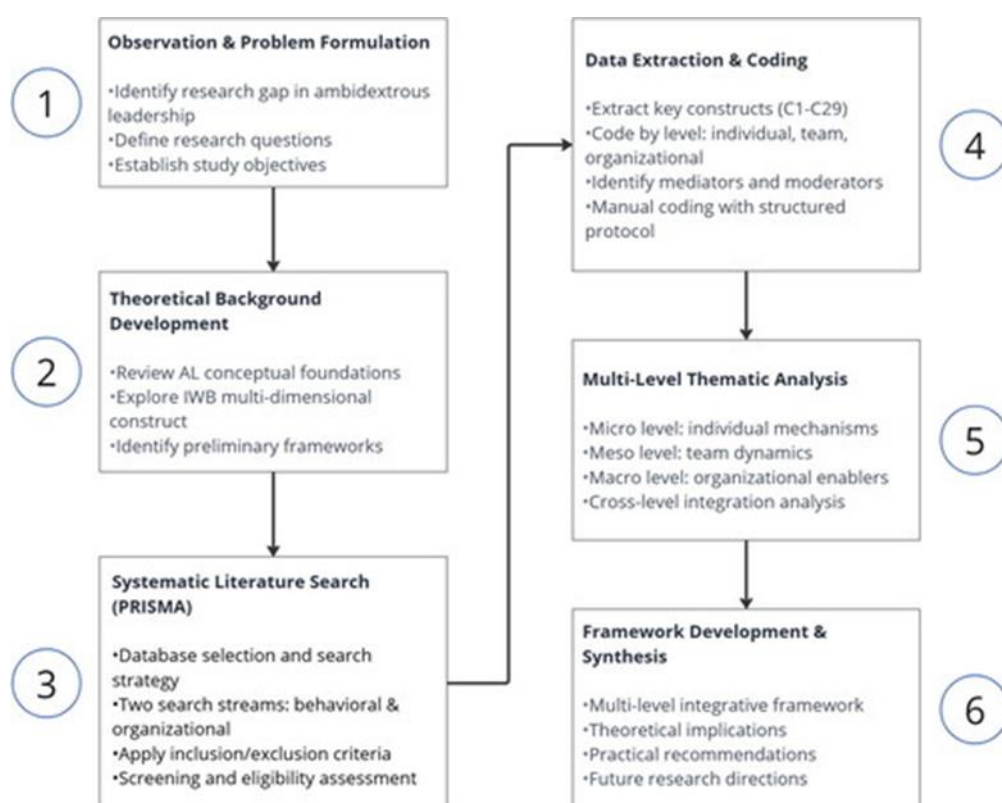 1
Observation & Problem Formulation
•Identify research gap in ambidextrous
leadership
•Define research questions
•Establish study objectives
2
Theoretical Background
Development
•Review AL conceptual foundations
•Explore IWB multi-dimensional
construct
•Identify preliminary frameworks
3
Systematic Literature Search
(PRISMA)
•Database selection and search
strategy
•Two search streams: behavioral &
organizational
•Apply inclusion/exclusion criteria
•Screening and eligibility assessment
4
Data Extraction & Coding
•Extract key constructs (C1-C29)
•Code by level: individual, team,
organizational
•Identify mediators and moderators
•Manual coding with structured
protocol
5
Multi-Level Thematic Analysis
•Micro level: individual mechanisms
•Meso level: team dynamics
•Macro level: organizational enablers
•Cross-level integration analysis
6
Framework Development &
Synthesis
•Multi-level integrative framework
•Theoretical implications
•Practical recommendations
•Future research directions